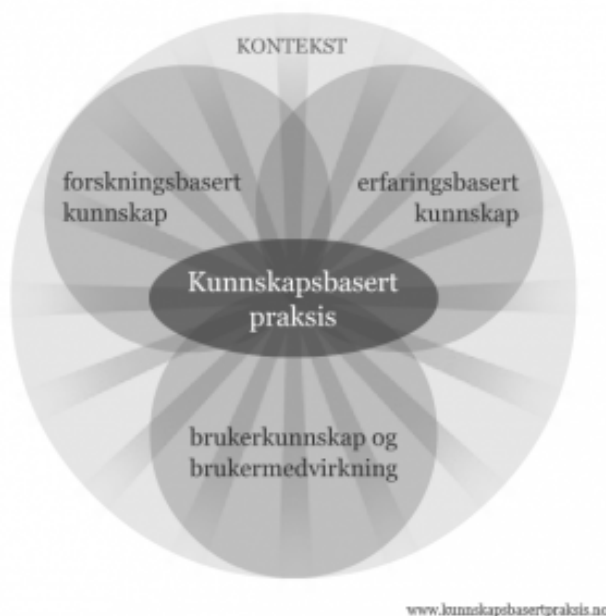 KONTEKST
forskningsbasert
kunnskap
erfaringsbasert
kunnskap
Kunnskapsbasert
praksis
brukerkunnskap og
brukermedvirkning
www.kunnskapsbasertpraksis.no